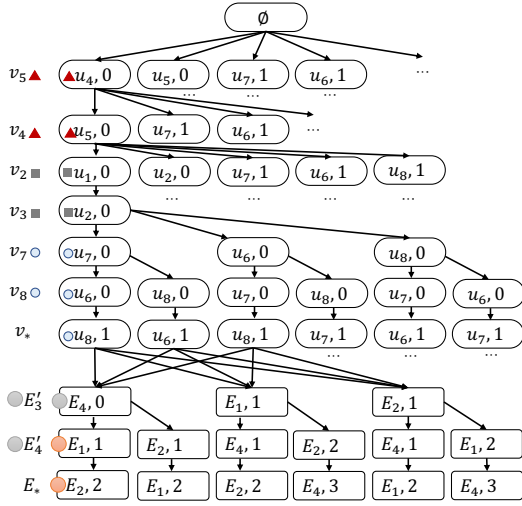 ∅
v₅ u₄, 0 u₅, 0 u₇, 1 u₆, 1 ...
... ...
v₄ u₅, 0 u₇, 1 u₆, 1 ...
v₂ u₁, 0 u₂, 0 u₇, 1 u₆, 1 u₈, 1
... ... ... ...
v₃ u₂, 0
v₇ u₇, 0 u₆, 0 u₈, 0
v₈ u₆, 0 u₈, 0 u₇, 0 u₈, 0 u₇, 0 u₆, 0
v* u₈, 1 u₆, 1 u₈, 1 u₇, 1 u₆, 1 u₇, 1
... ...
E₃′ E₄, 0 E₁, 1 E₂, 1
E₄′ E₁, 1 E₂, 1 E₄, 1 E₂, 2 E₄, 1 E₁, 2
E* E₂, 2 E₁, 2 E₂, 2 E₄, 3 E₁, 2 E₄, 3